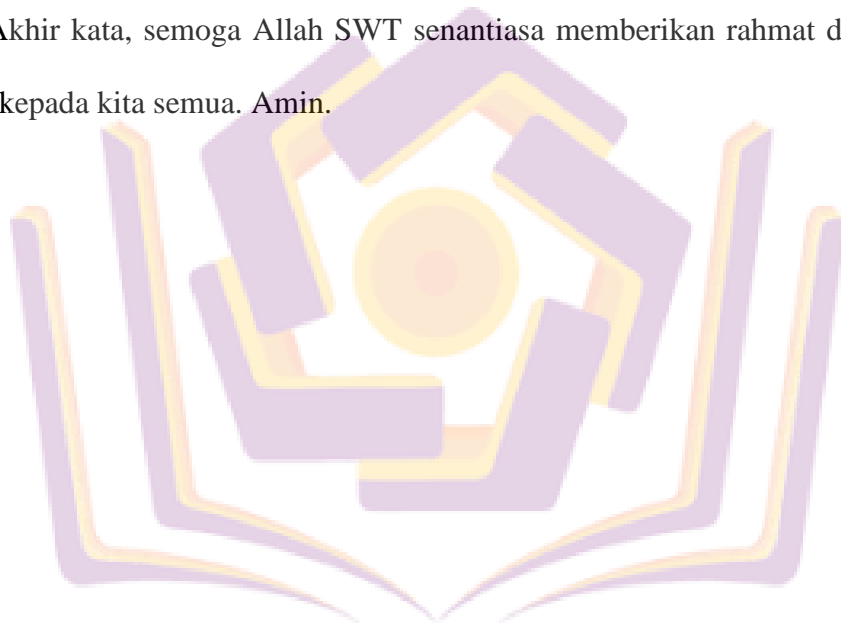 Akhir kata, semoga Allah SWT senantiasa memberikan rahmat d
kepada kita semua. Amin.